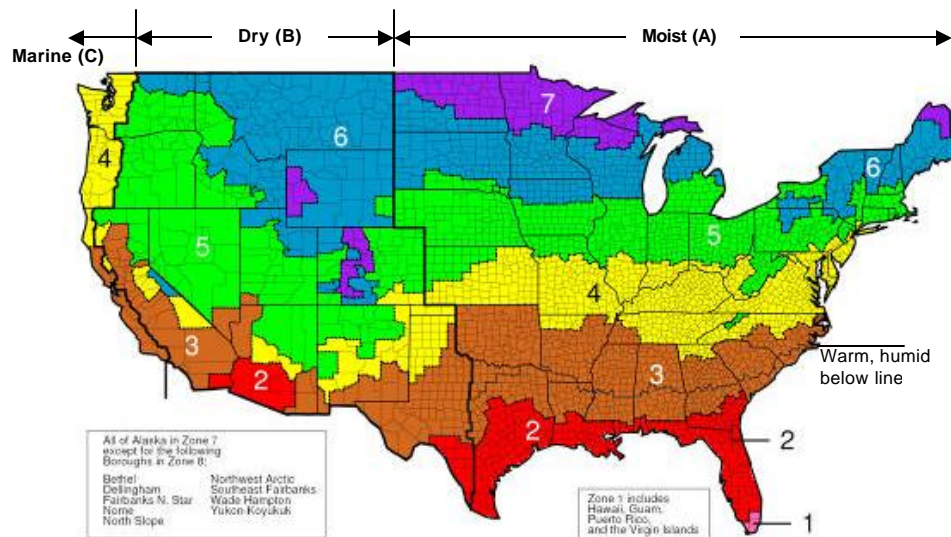 Marine (C)
Dry (B)
Moist (A)
7
6
6
4
5
5
4
3
3
2
2
2
1
Warm, humid
below line
All of Alaska in Zone 7
except for the following
Boroughs in Zone 8:
Bethel Northwest Arctic
Dellingham Southeast Fairbanks
Fairbanks N. Star Wade Hampton
Nome Yukon-Koyukuk
North Slope
Zone 1 includes
Hawaii, Guam,
Puerto Rico,
and the Virgin Islands